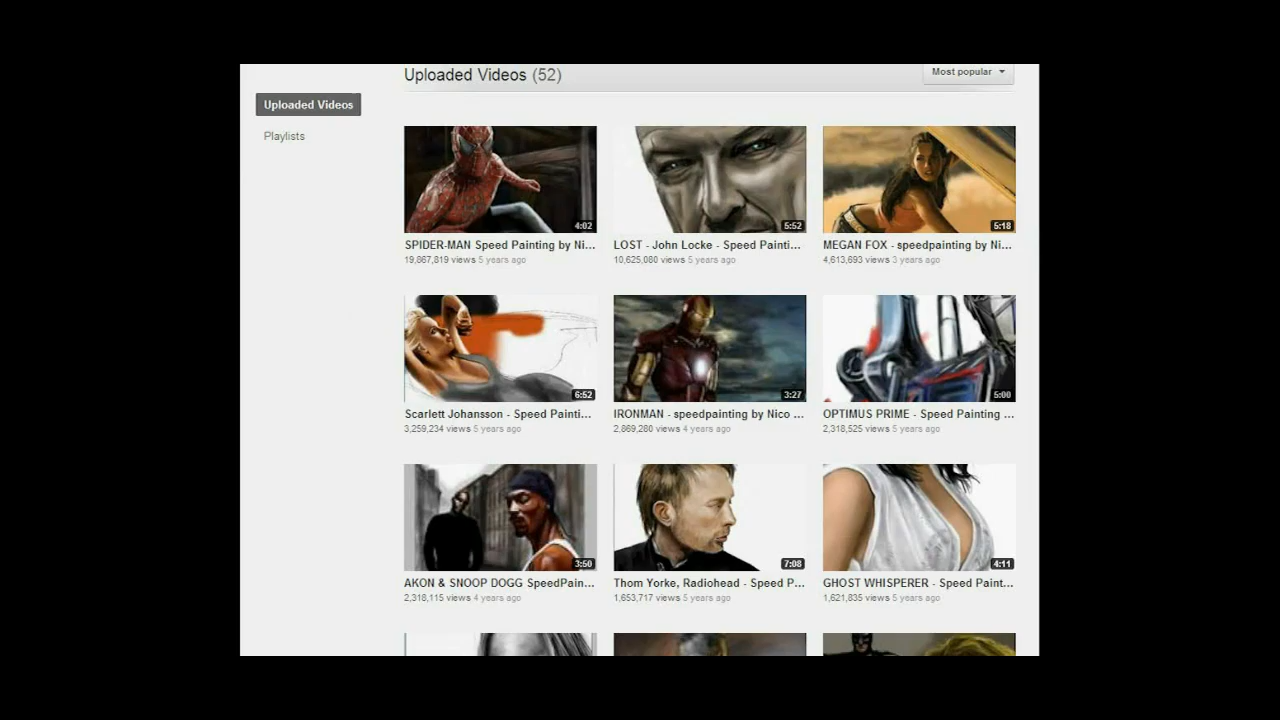 Uploaded Videos (52)
Most popular
Uploaded Videos
Playlists
4:02
5:52
5:18
SPIDER-MAN Speed Painting by Ni...
LOST - John Locke - Speed Painti...
MEGAN FOX - speedpainting by Ni...
19,867,819 views 5 years ago
10,625,080 views 5 years ago
4,613,693 views 3 years ago
6:52
3:27
5:00
Scarlett Johansson - Speed Painti...
IRONMAN - speedpainting by Nico ...
OPTIMUS PRIME - Speed Painting ...
3,259,234 views 5 years ago
2,869,280 views 4 years ago
2,318,525 views 5 years ago
3:50
7:08
4:11
AKON & SNOOP DOGG SpeedPain...
Thom Yorke, Radiohead - Speed P...
GHOST WHISPERER - Speed Paint...
2,318,115 views 4 years ago
1,653,717 views 5 years ago
1,621,835 views 5 years ago